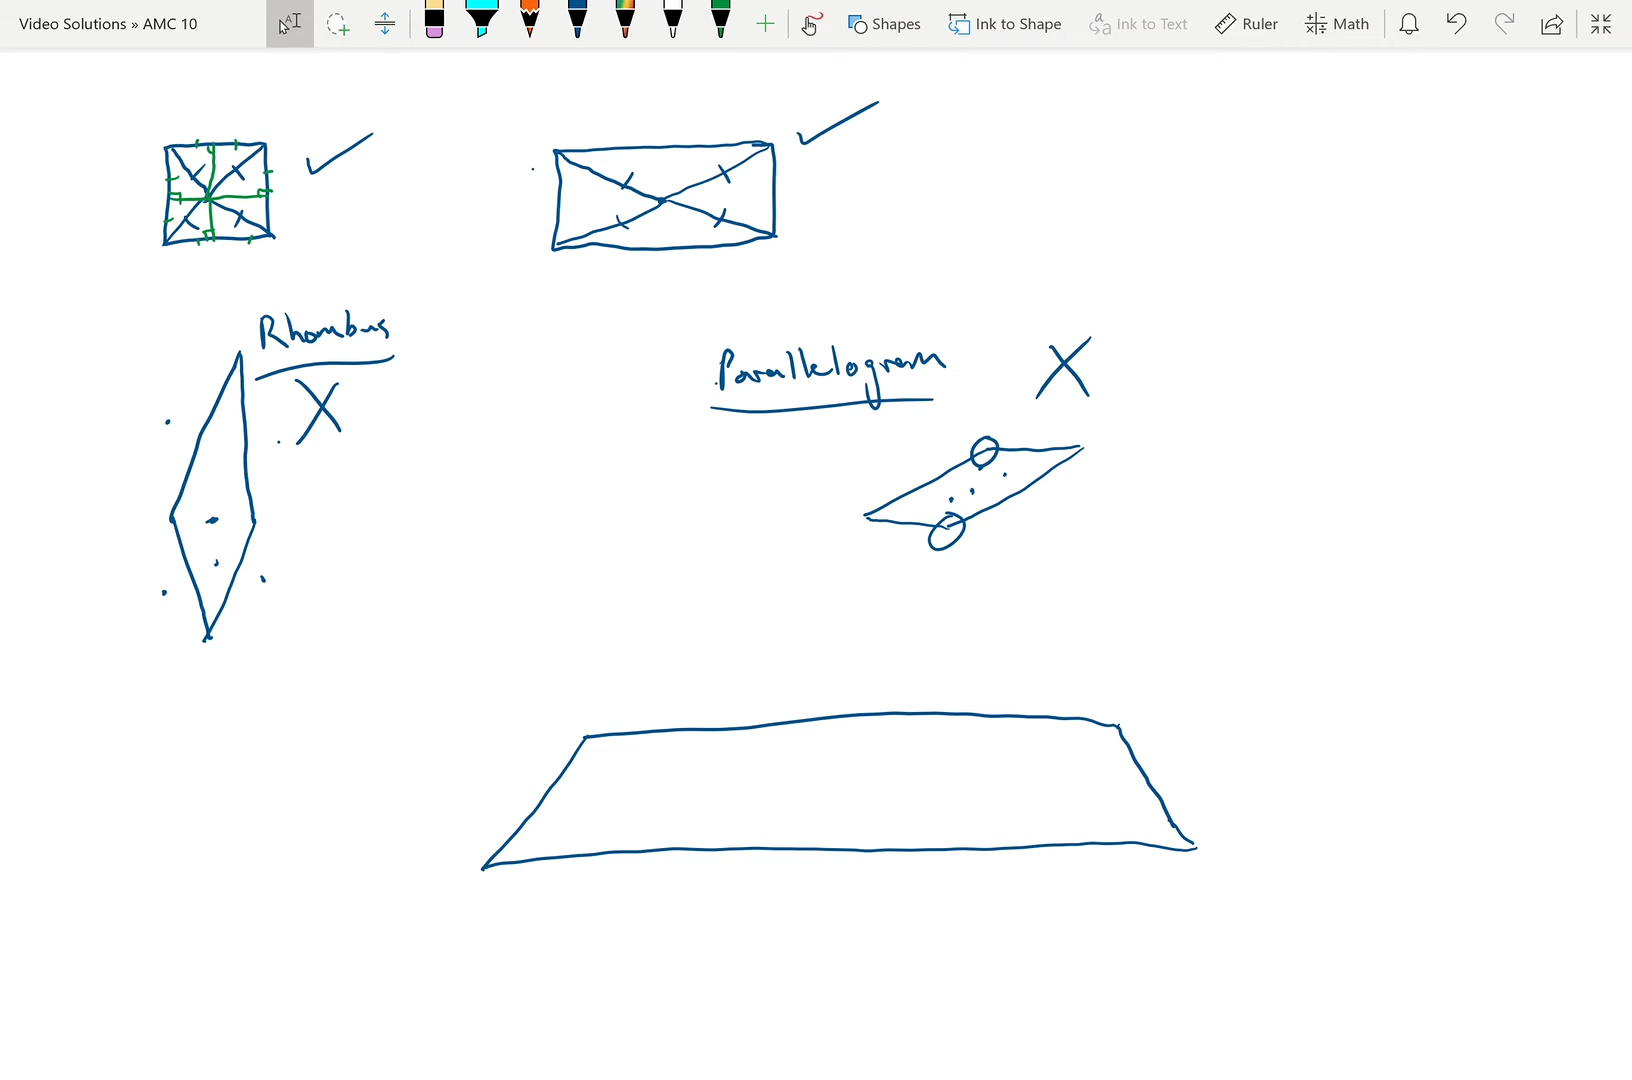 Video Solutions » AMC 10
Shapes
Ink to Shape
Ink to Text
Ruler
Math
Rhombus
Parallelogram